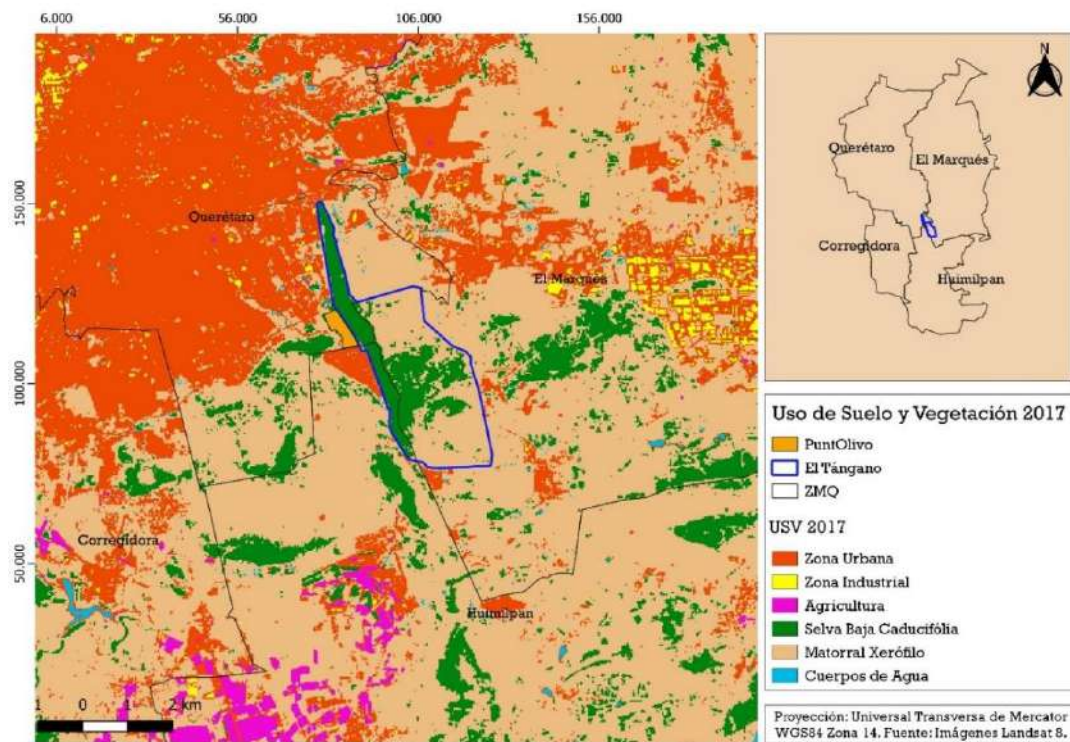 6.000 56.000 106.000 156.000
150.000
100.000
50.000
Querétaro
El Marqués
Corregidora
Huimilpan
1 0 1 2 km
N
Querétaro
El Marqués
Corregidora
Huimilpan
Uso de Suelo y Vegetación 2017
PuntOlivo
El Tángano
ZMQ
USV 2017
Zona Urbana
Zona Industrial
Agricultura
Selva Baja Caducifólia
Matorral Xerófilo
Cuerpos de Agua
Proyección: Universal Transversa de Mercator
WGS84 Zona 14. Fuente: Imágenes Landsat 8.